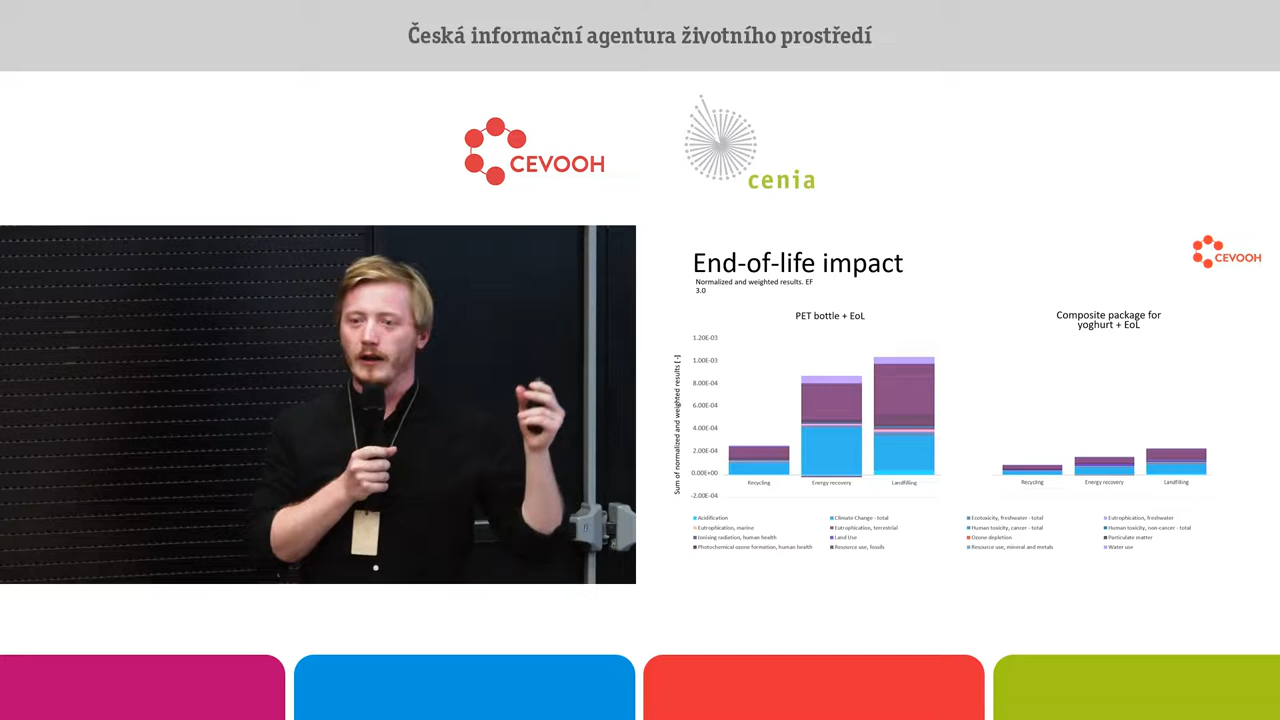 Česká informační agentura životního prostředí
CEVOOH
cenia
CEVOOH
End-of-life impact
Normalized and weighted results. EF
3.0
PET bottle + EoL
Composite package for
yoghurt + EoL
Sum of normalized and weighted results [-]
1.20E-03
1.00E-03
8.00E-04
6.00E-04
4.00E-04
2.00E-04
0.00E+00
-2.00E-04
Recycling
Energy recovery
Landfilling
Recycling
Energy recovery
Landfilling
Acidification
Climate Change - total
Ecotoxicity, freshwater - total
Eutrophication, freshwater
Eutrophication, marine
Eutrophication, terrestrial
Human toxicity, cancer - total
Human toxicity, non-cancer - total
Ionising radiation, human health
Land Use
Ozone depletion
Particulate matter
Photochemical ozone formation, human health
Resource use, fossils
Resource use, mineral and metals
Water use